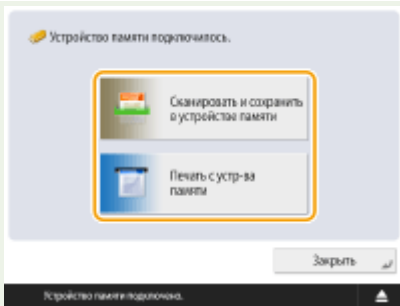 Устройство памяти подключилось.
Сканировать и сохранить
в устройстве памяти
Печать с устр-ва
памяти
Закрыть
Устройство памяти подключено.